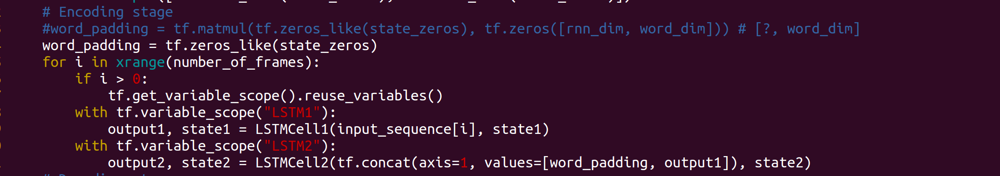 # Encoding stage
#word_padding = tf.matmul(tf.zeros_like(state_zeros), tf.zeros([rnn_dim, word_dim])) # [?, word_dim]
word_padding = tf.zeros_like(state_zeros)
for i in xrange(number_of_frames):
if i > 0:
tf.get_variable_scope().reuse_variables()
with tf.variable_scope("LSTM1"):
output1, state1 = LSTMCell1(input_sequence[i], state1)
with tf.variable_scope("LSTM2"):
output2, state2 = LSTMCell2(tf.concat(axis=1, values=[word_padding, output1]), state2)